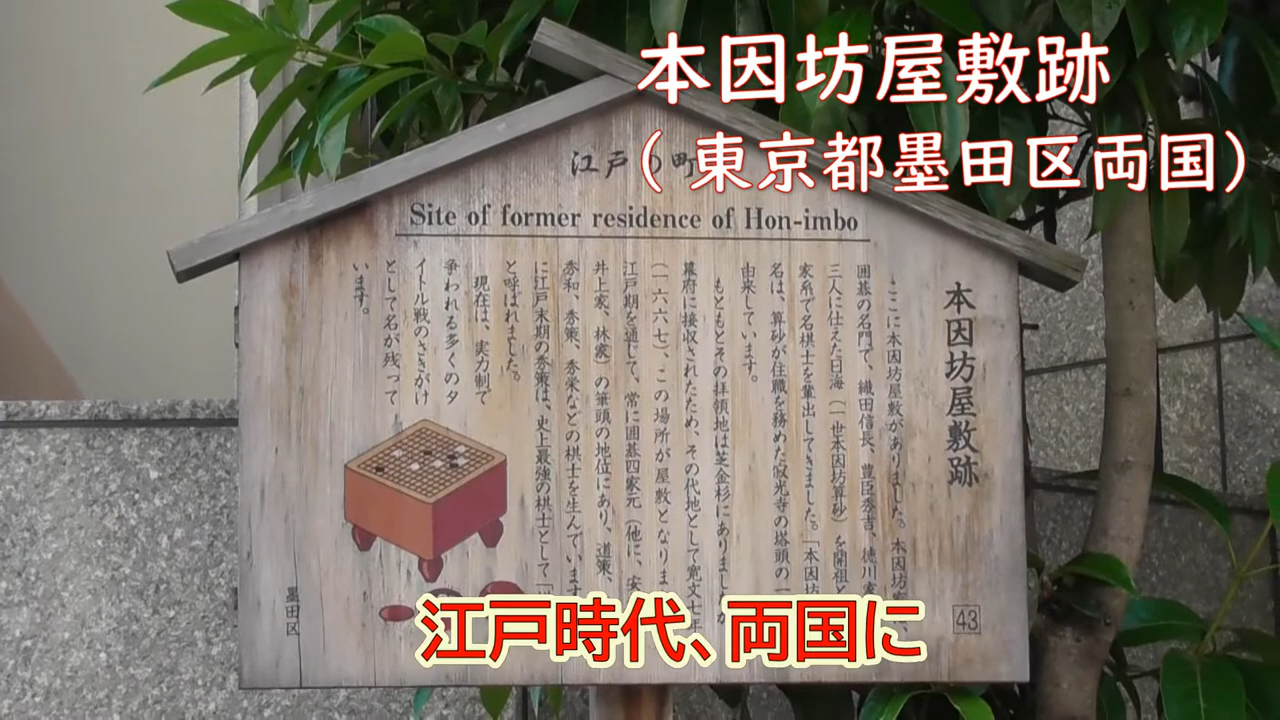 本因坊屋敷跡
(東京都墨田区両国)
江戸の町
Site of former residence of Hon-imbo
本因坊屋敷跡
43
ここに本因坊屋敷がありました。本因坊
囲碁の名門で、織田信長、豊臣秀吉、徳川家
三人に仕えた日海(一世本因坊算砂)を開祖
家系で名棋士を輩出してきました。「本因坊
名は、算砂が住職を務めた寂光寺の塔頭の一
由来しています。
もともとその拝領地は芝金杉にありましたが
幕府に接収されたため、その代地として寛文七年
(一六六七)、この場所が屋敷となりま
江戸期を通じて、常に囲碁四家元(他に、安
井上家、林家)の筆頭の地位にあり、道策、
秀和、秀策、秀栄などの棋士を生んでいます
に江戸末期の秀策は、史上最強の棋士として「
と呼ばれました。
現在は、実力制で
争われる多くのタ
イトル戦のさきがけ
として名が残って
います。
墨田区
江戸時代、両国に